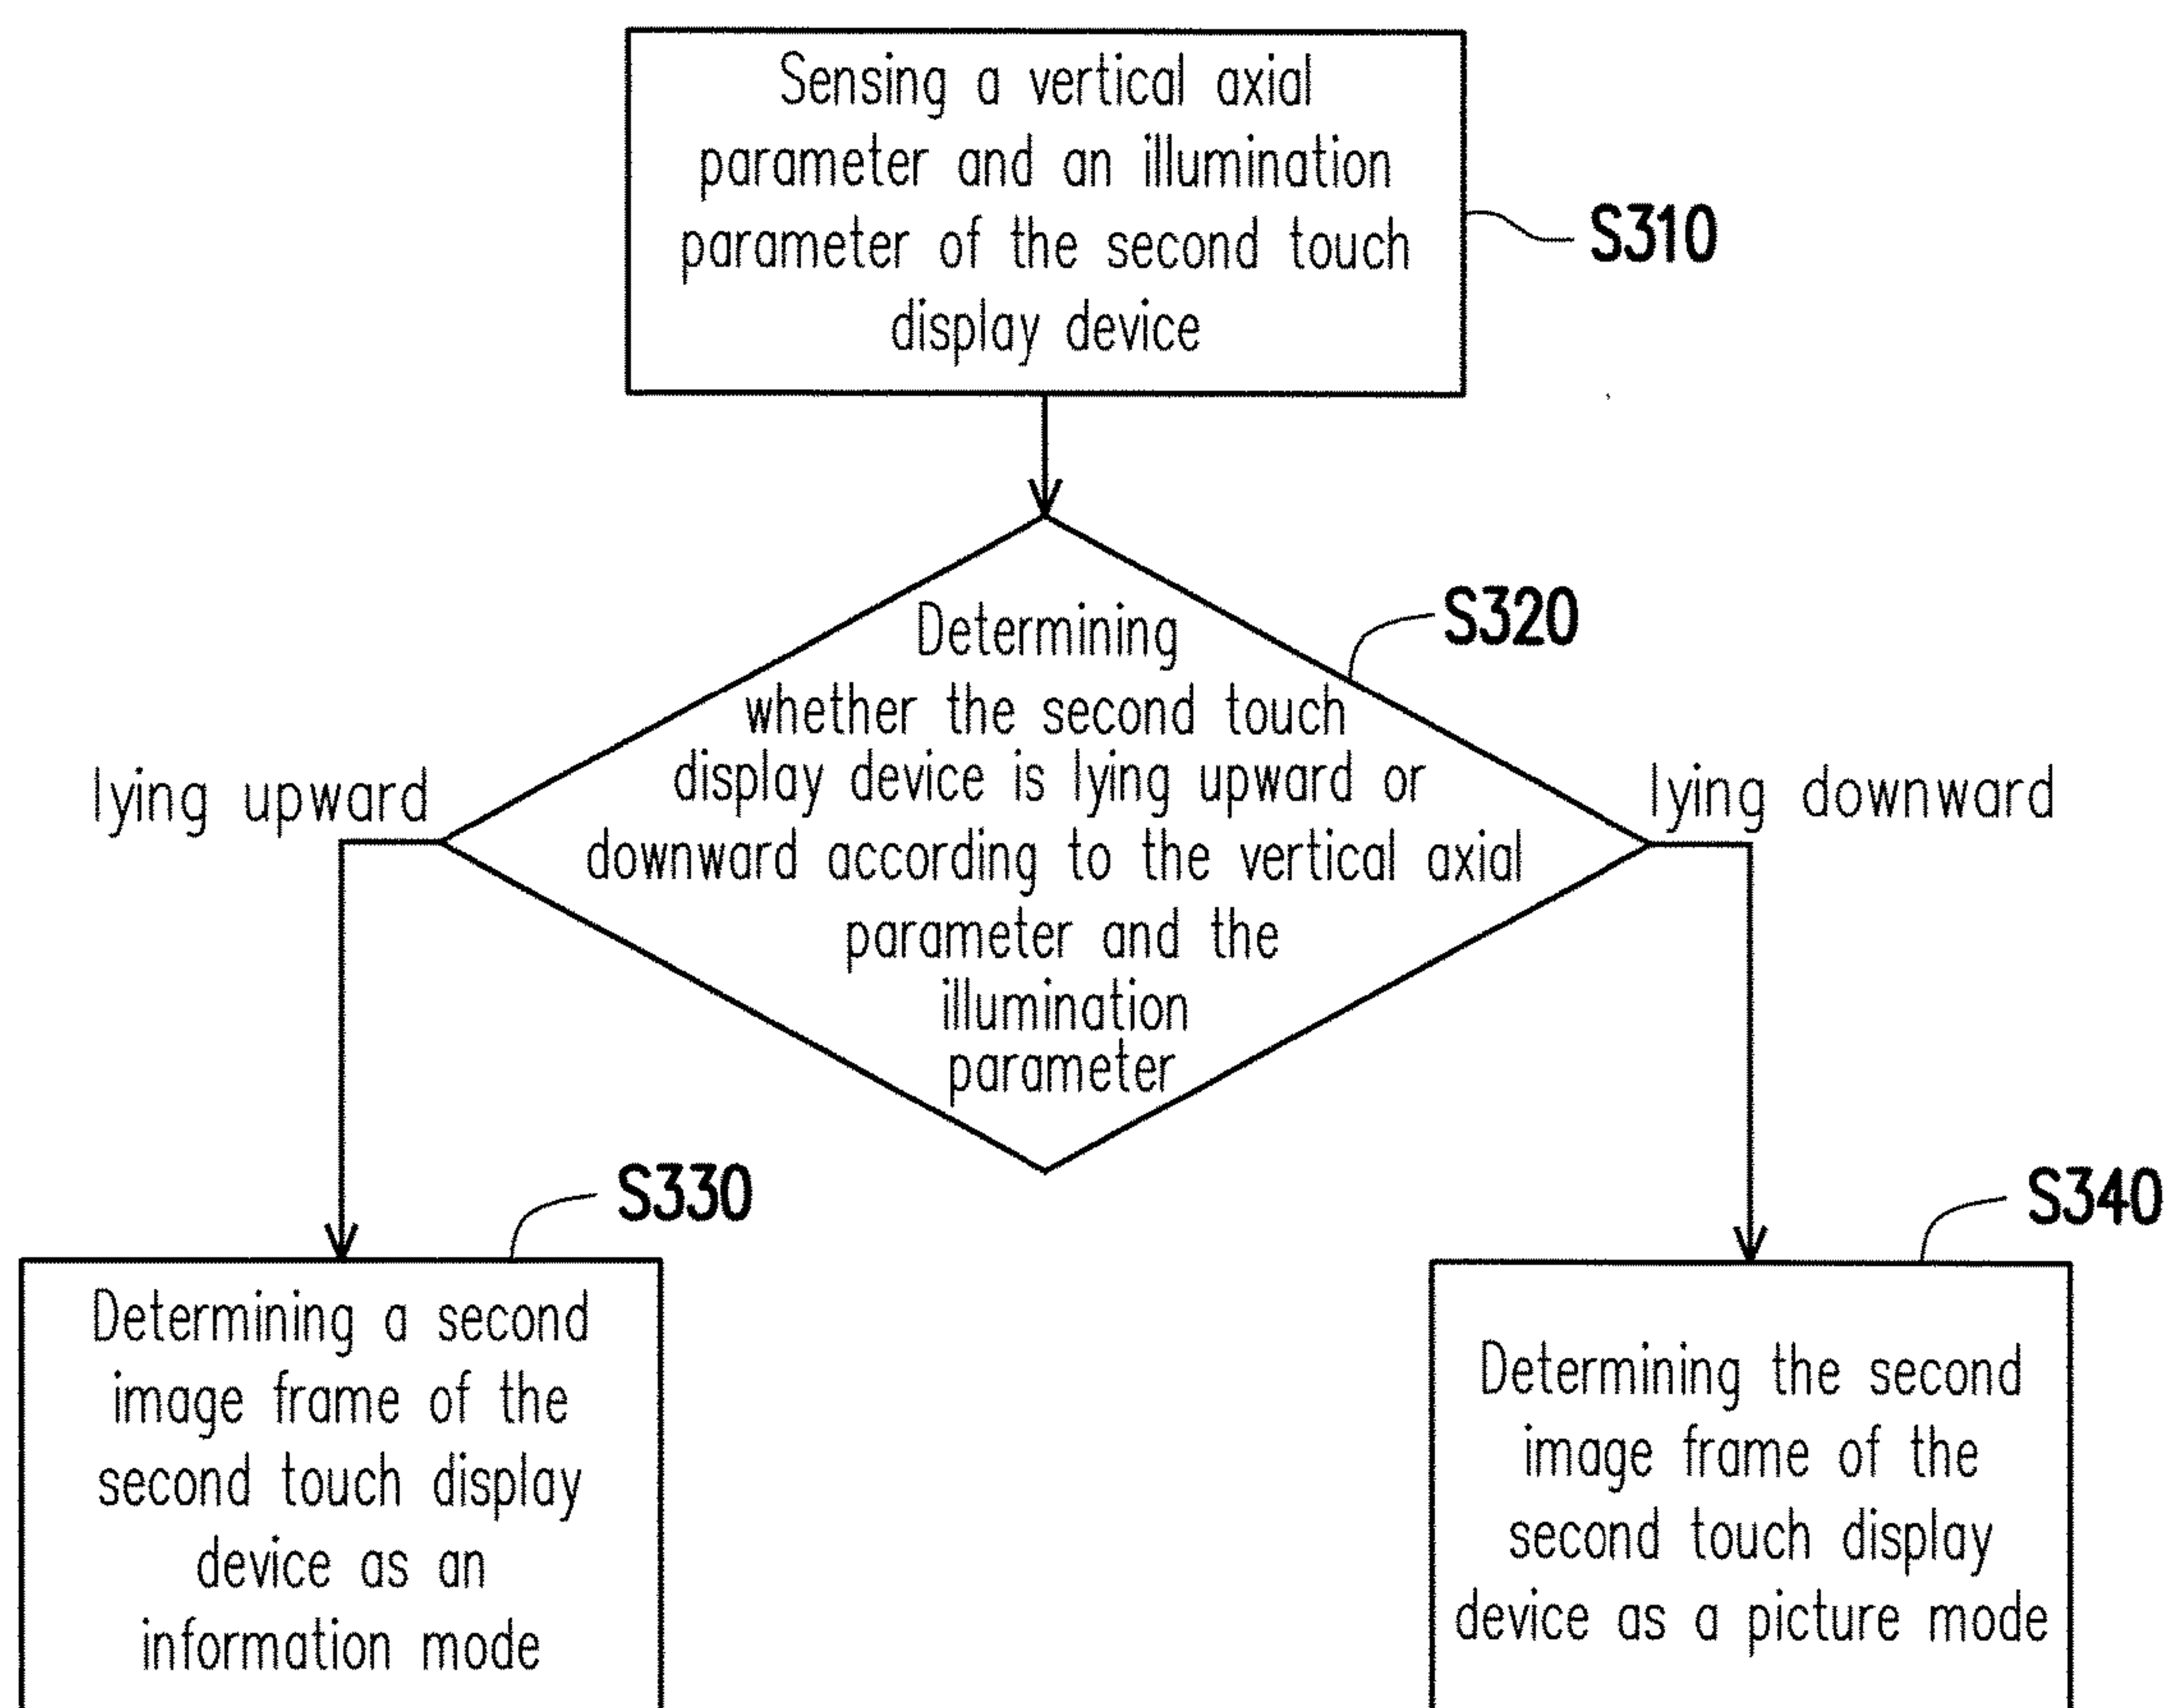 Sensing a vertical axial
parameter and an illumination
parameter of the second touch
display device
S310
Determining
whether the second touch
display device is lying upward or
downward according to the vertical axial
parameter and the
illumination
parameter
S320
lying upward
lying downward
S330
Determining a second
image frame of the
second touch display
device as an
information mode
S340
Determining the second
image frame of the
second touch display
device as a picture mode